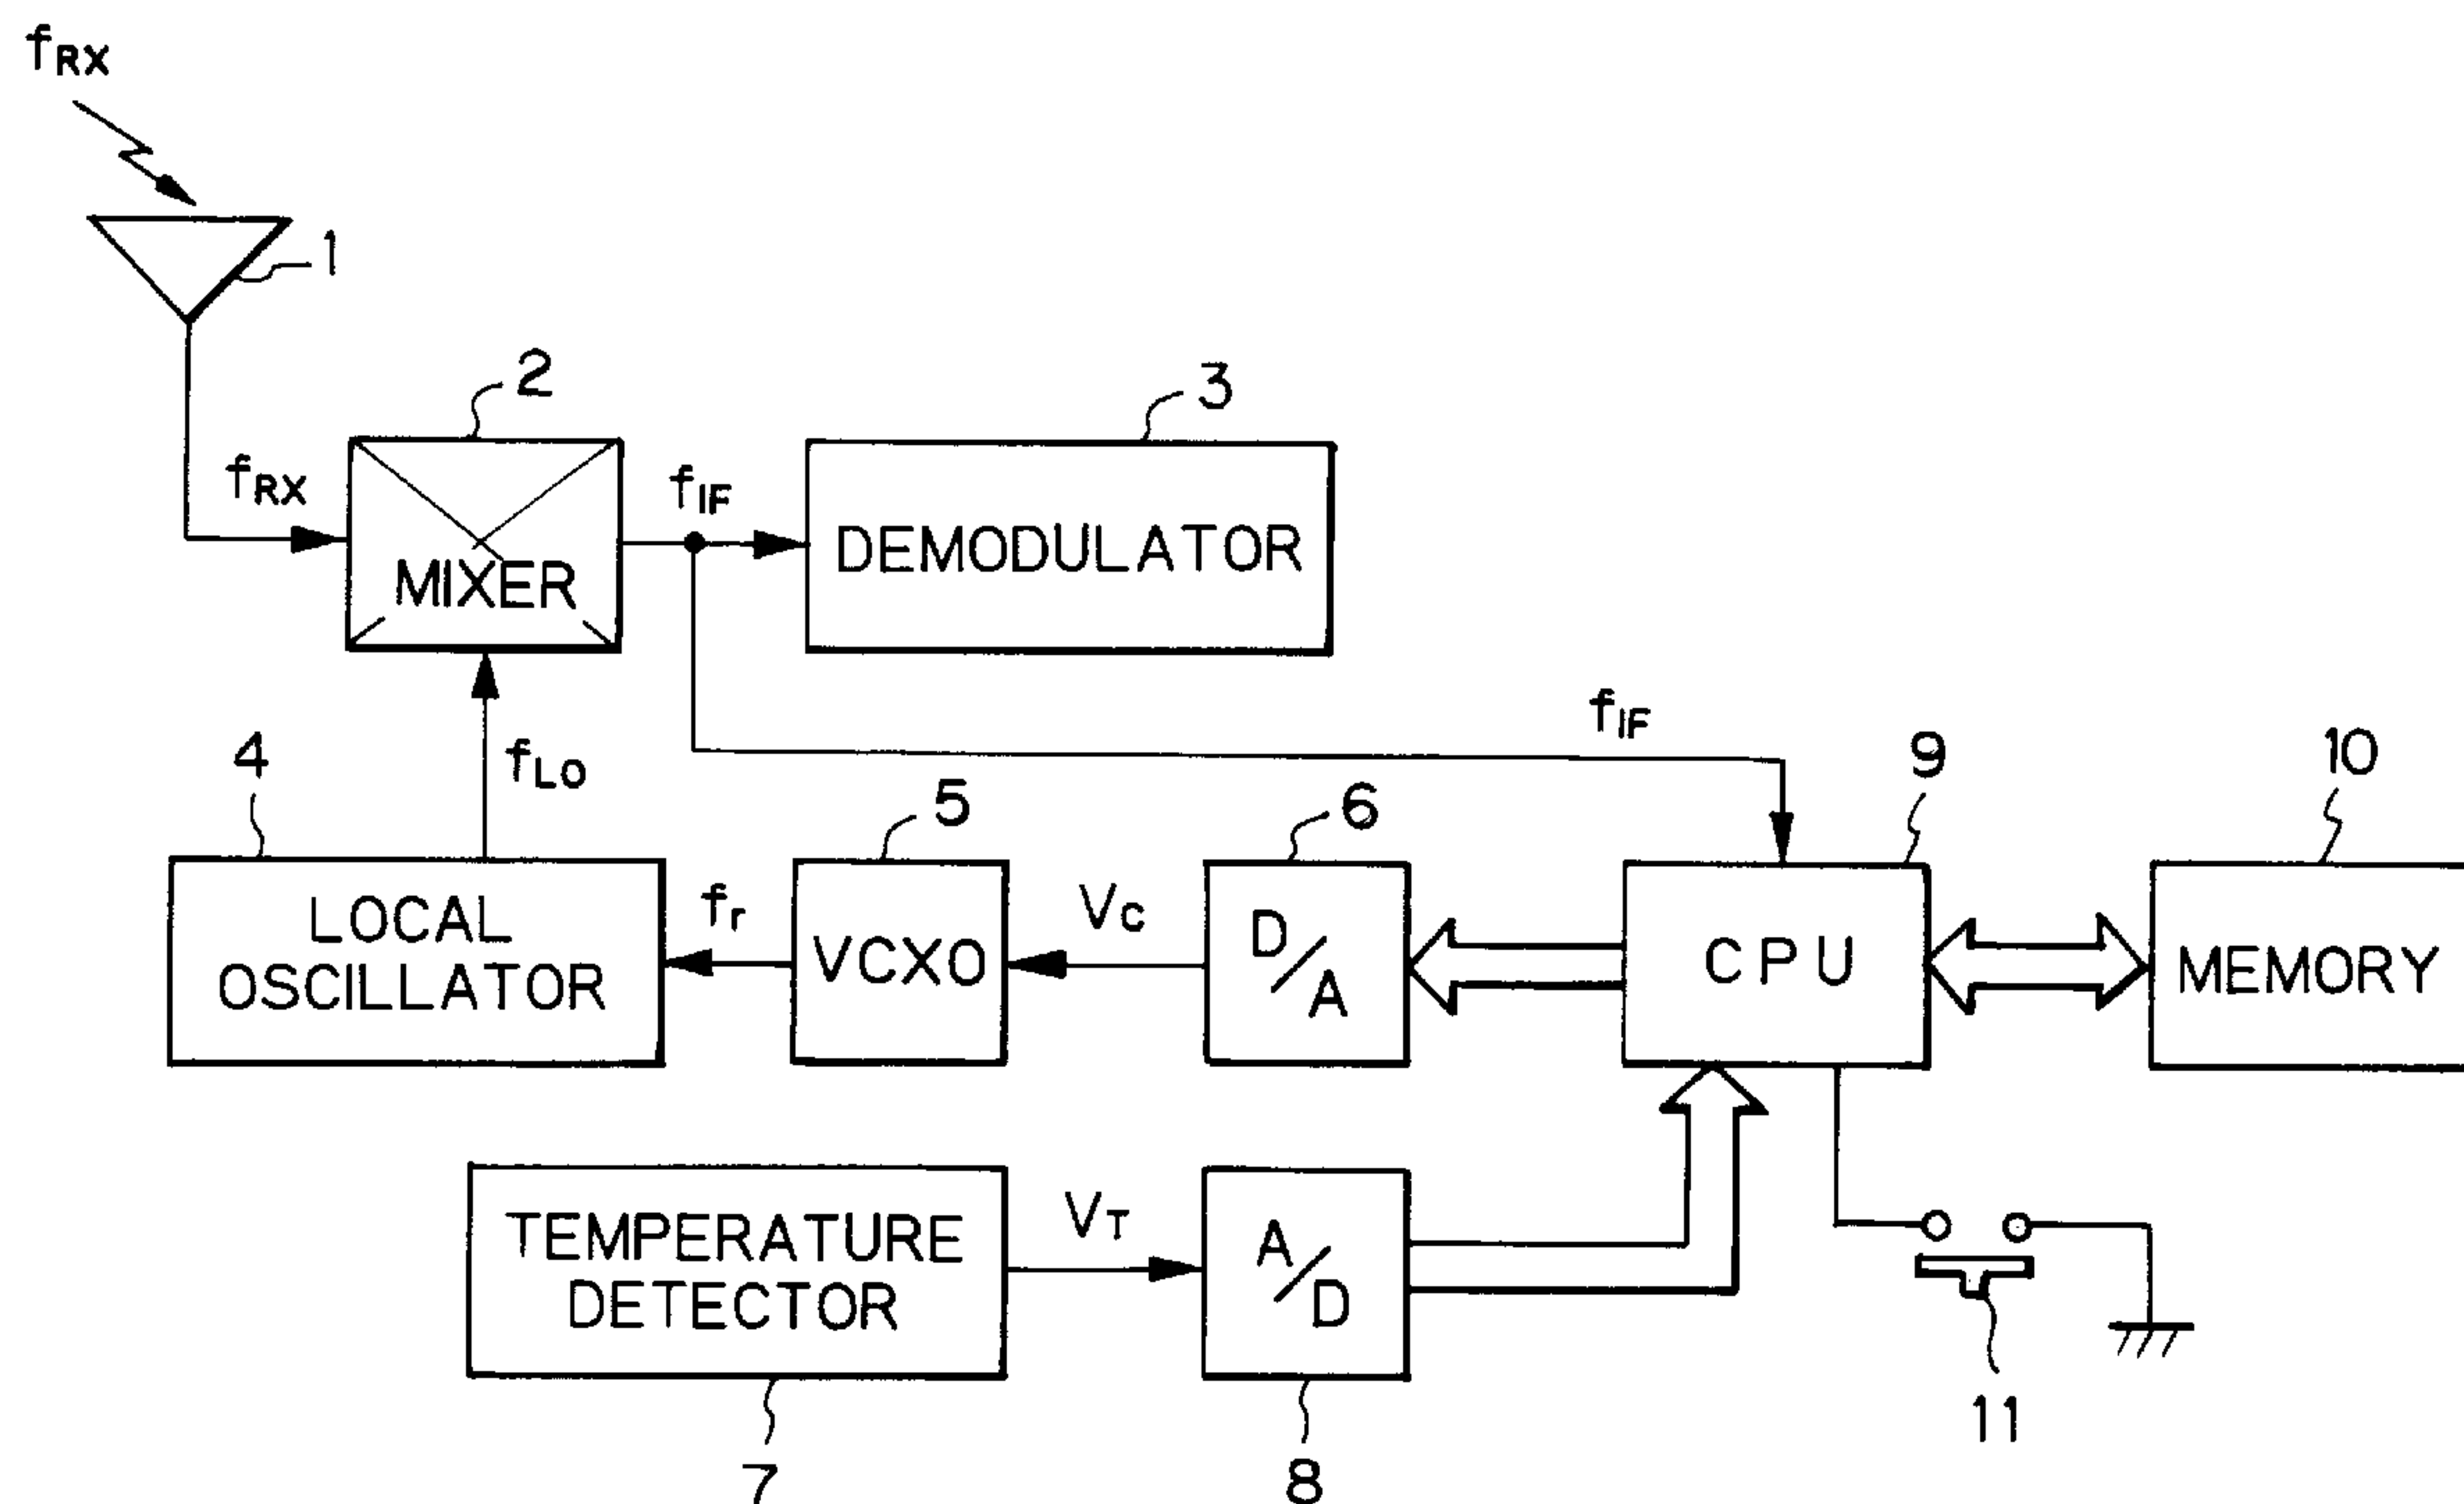 fRX
1
2
3
fRX
fIF
MIXER
DEMODULATOR
fIF
4
fLO
5
6
9
10
LOCAL
OSCILLATOR
fr
VCXO
VC
D/A
CPU
MEMORY
TEMPERATURE
DETECTOR
VT
A/D
11
7
8